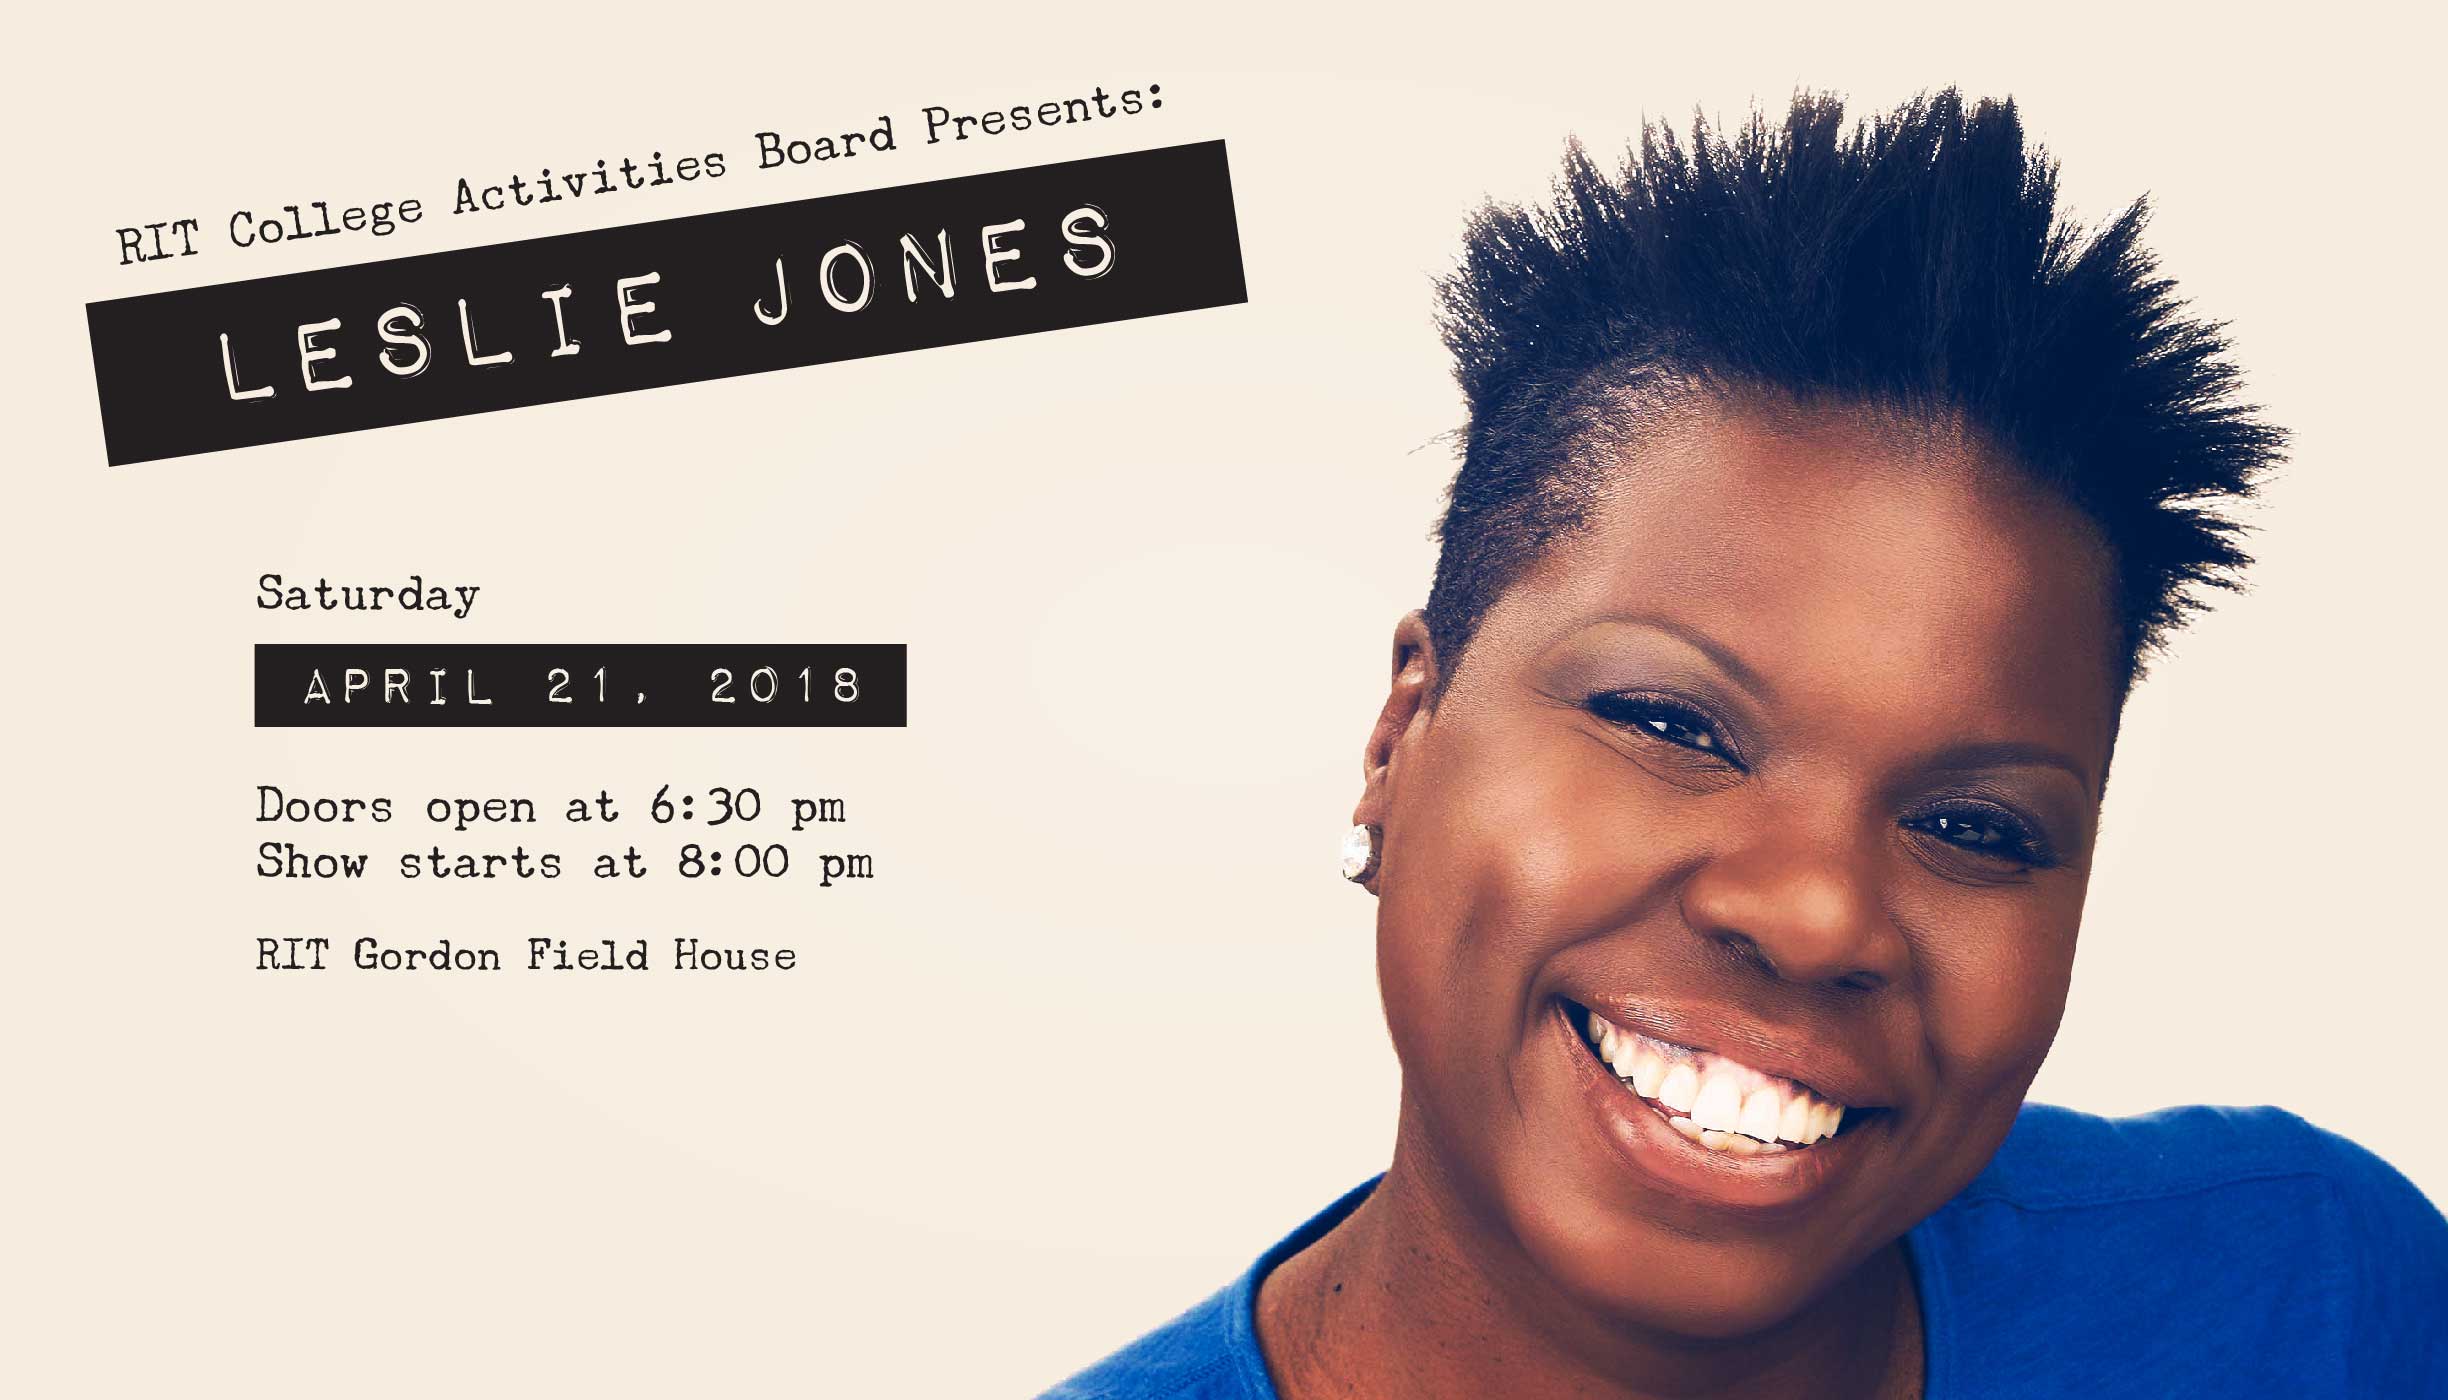 RIT College Activities Board Presents:
LESLIE JONES
Saturday
APRIL 21, 2018
Doors open at 6:30 pm
Show starts at 8:00 pm
RIT Gordon Field House